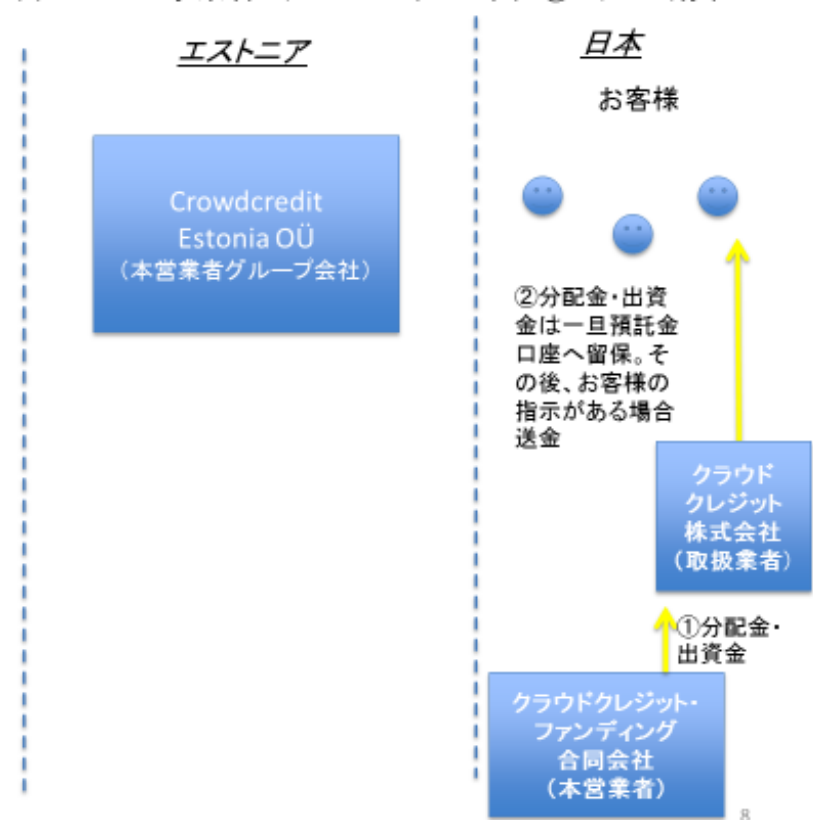 エストニア
日本
お客様
Crowdcredit
Estonia OÜ
（本営業者グループ会社）
②分配金・出資
金は一旦預託金
口座へ留保。そ
の後、お客様の
指示がある場合
送金
クラウド
クレジット
株式会社
（取扱業者）
①分配金・
出資金
クラウドクレジット・
ファンディング
合同会社
（本営業者）
8